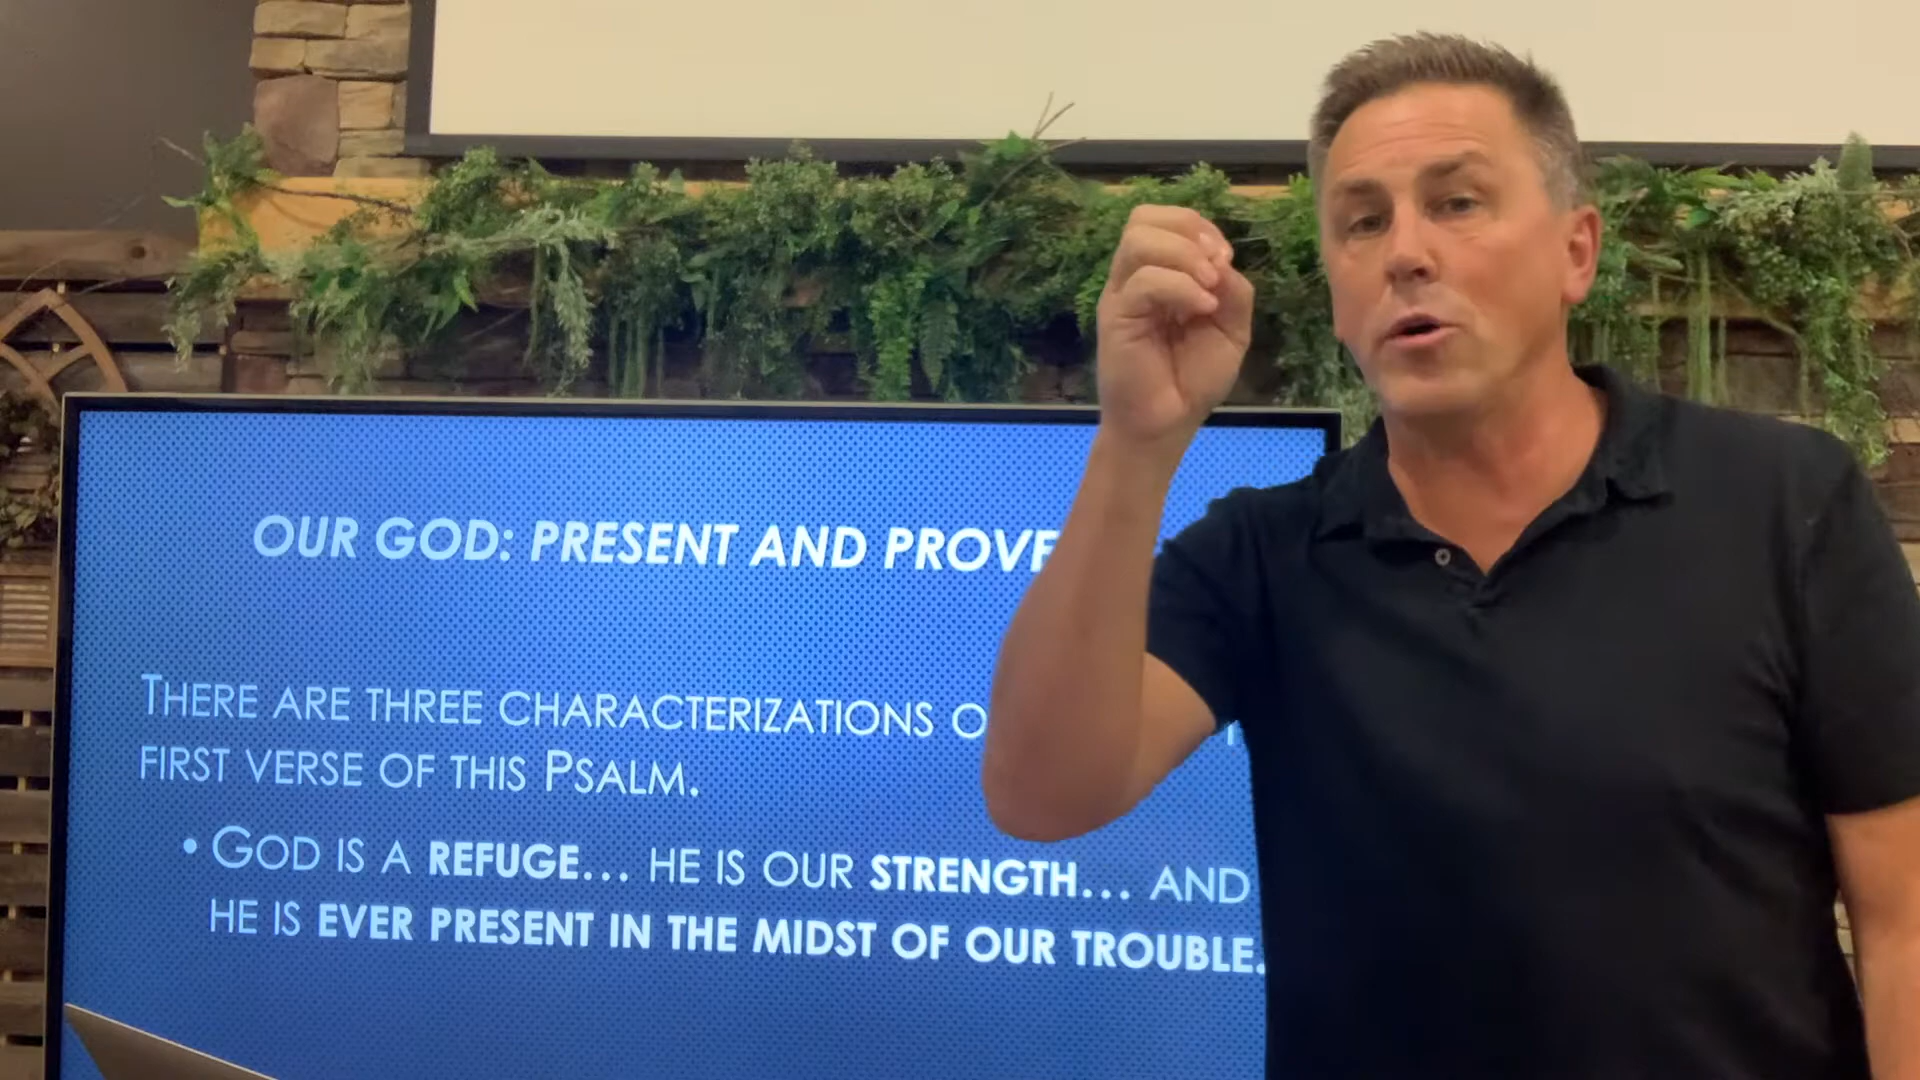 OUR GOD: PRESENT AND PROVE
THERE ARE THREE CHARACTERIZATIONS
FIRST VERSE OF THIS PSALM.
• GOD IS A REFUGE... HE IS OUR STRENGTH... AND
HE IS EVER PRESENT IN THE MIDST OF OUR TROUBLE.